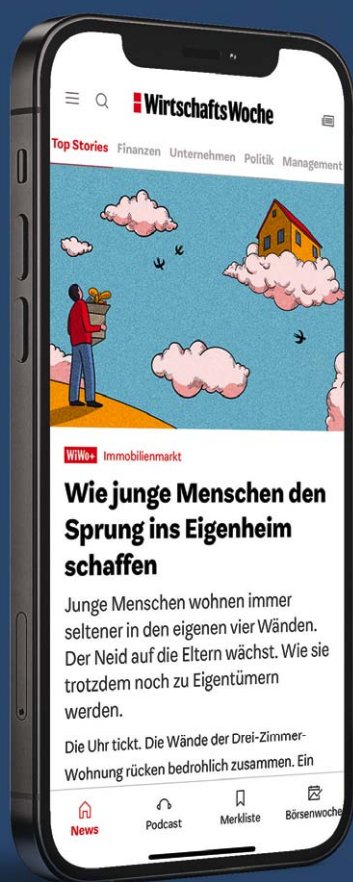 WirtschaftsWoche
Top Stories Finanzen Unternehmen Politik Management
WiWo+ Immobilienmarkt
Wie junge Menschen den
Sprung ins Eigenheim
schaffen
Junge Menschen wohnen immer
seltener in den eigenen vier Wänden.
Der Neid auf die Eltern wächst. Wie sie
trotzdem noch zu Eigentümern
werden.
Die Uhr tickt. Die Wände der Drei-Zimmer-
Wohnung rücken bedrohlich zusammen. Ein
News Podcast Merkliste Börsenwoche